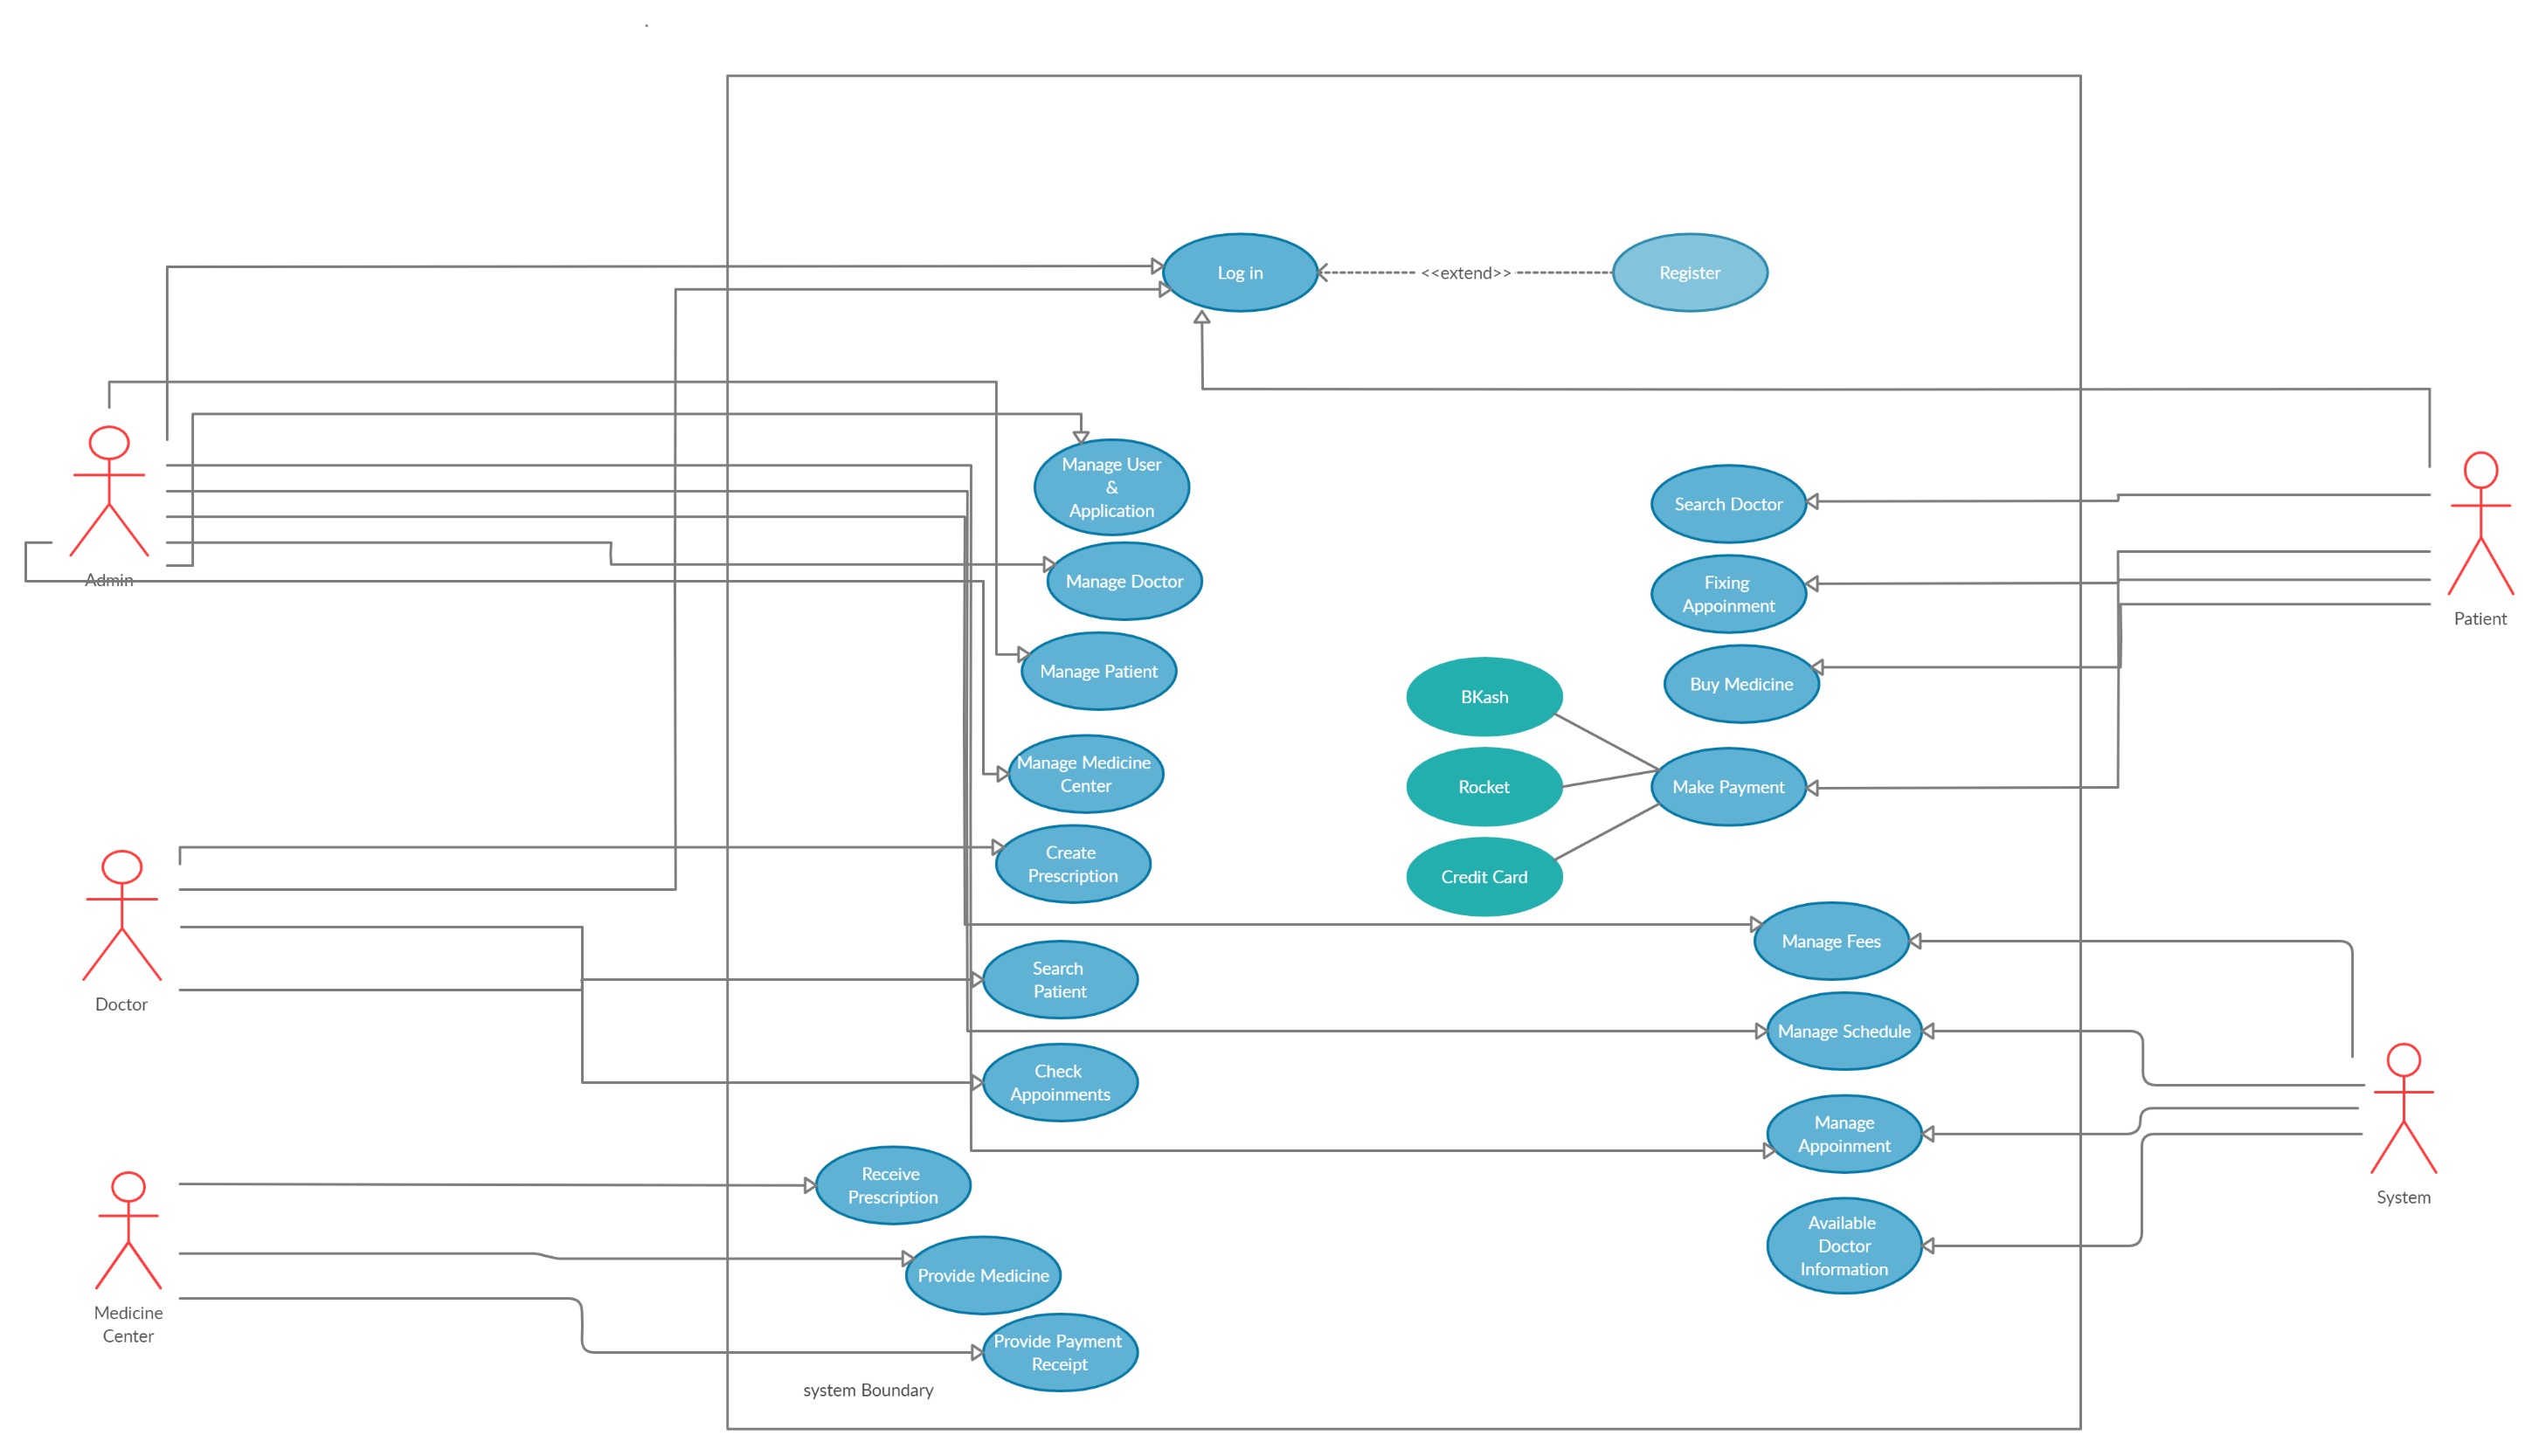 Log in
<<extend>>
Register
Manage User
&
Application
Search Doctor
Admin
Manage Doctor
Fixing
Appoinment
Patient
Manage Patient
Buy Medicine
BKash
Manage Medicine
Center
Rocket
Make Payment
Create
Prescription
Credit Card
Manage Fees
Search
Patient
Doctor
Manage Schedule
Check
Appoinments
Manage
Appoinment
Receive
Prescription
System
Available
Doctor
Information
Provide Medicine
Medicine
Center
Provide Payment
Receipt
system Boundary